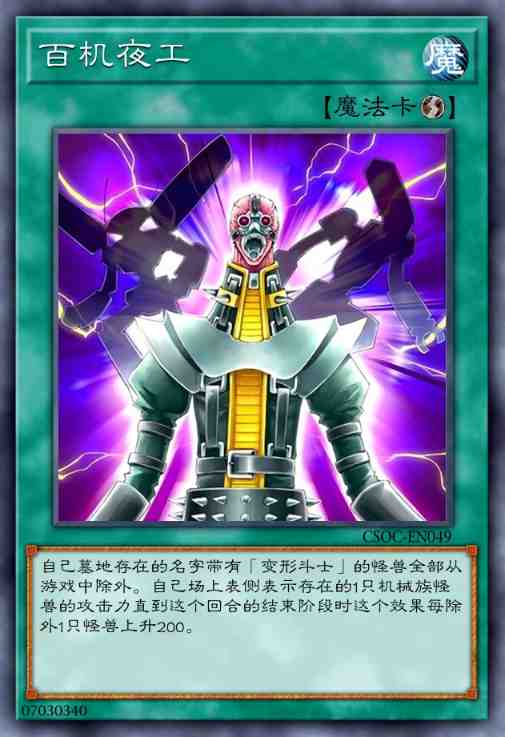 百机夜工
魔
【魔法卡】
CSOC-EN049
自己墓地存在的名字带有「变形斗士」的怪兽全部从
游戏中除外。自己场上表侧表示存在的1只机械族怪
兽的攻击力直到这个回合的结束阶段时这个效果每除
外1只怪兽上升200。
07030340